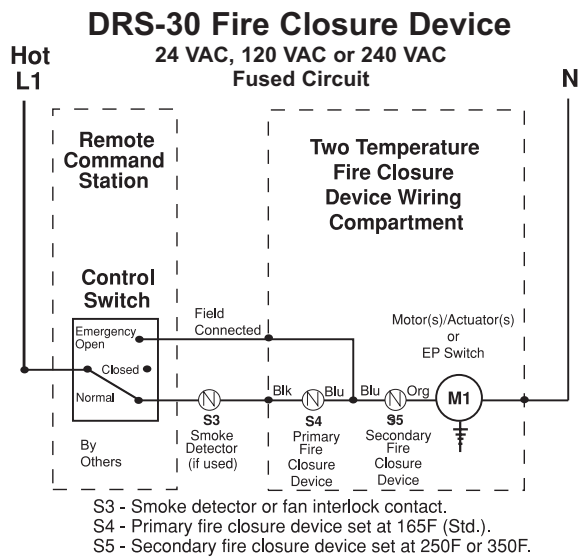 DRS-30 Fire Closure Device
24 VAC, 120 VAC or 240 VAC
Fused Circuit
Hot
L1
N
Remote
Command
Station
Two Temperature
Fire Closure
Device Wiring
Compartment
Control
Switch
Emergency
Open
Closed
Normal
Field
Connected
Motor(s)/Actuator(s)
or
EP Switch
Blk
Blu
Blu
Org
M1
N
N
N
S3
Smoke
Detector
(if used)
S4
Primary
Fire
Closure
Device
S5
Secondary
Fire
Closure
Device
By
Others
S3 - Smoke detector or fan interlock contact.
S4 - Primary fire closure device set at 165F (Std.).
S5 - Secondary fire closure device set at 250F or 350F.